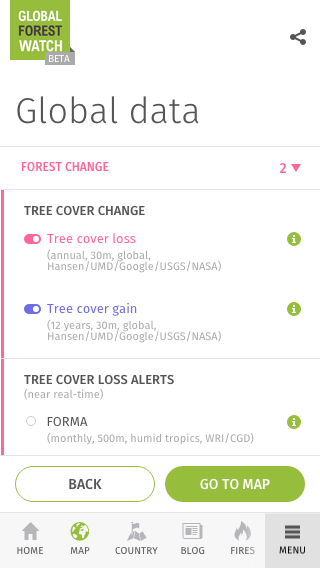 GLOBAL
FOREST
WATCH
BETA
Global data
FOREST CHANGE 2
TREE COVER CHANGE
Tree cover loss
(annual, 30m, global,
Hansen/UMD/Google/USGS/NASA)
Tree cover gain
(12 years, 30m, global,
Hansen/UMD/Google/USGS/NASA)
TREE COVER LOSS ALERTS
(near real-time)
FORMA
(monthly, 500m, humid tropics, WRI/CGD)
BACK GO TO MAP
HOME MAP COUNTRY BLOG FIRES MENU